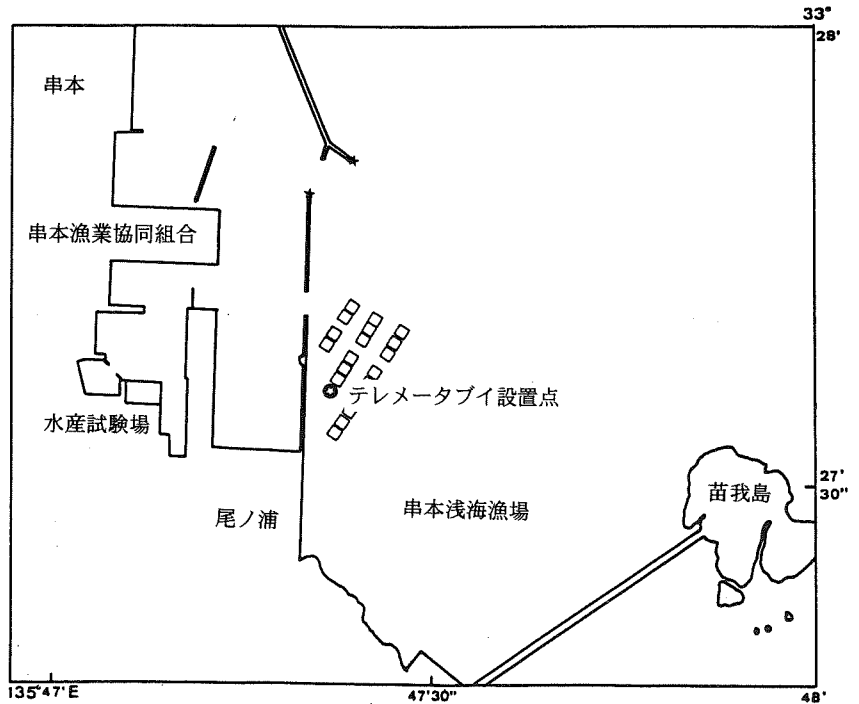 33°
28'
串本
串本漁業協同組合
テレメータブイ設置点
水産試験場
27'
30"
苗我島
串本浅海漁場
尾ノ浦
135°47'E
47'30"
48'